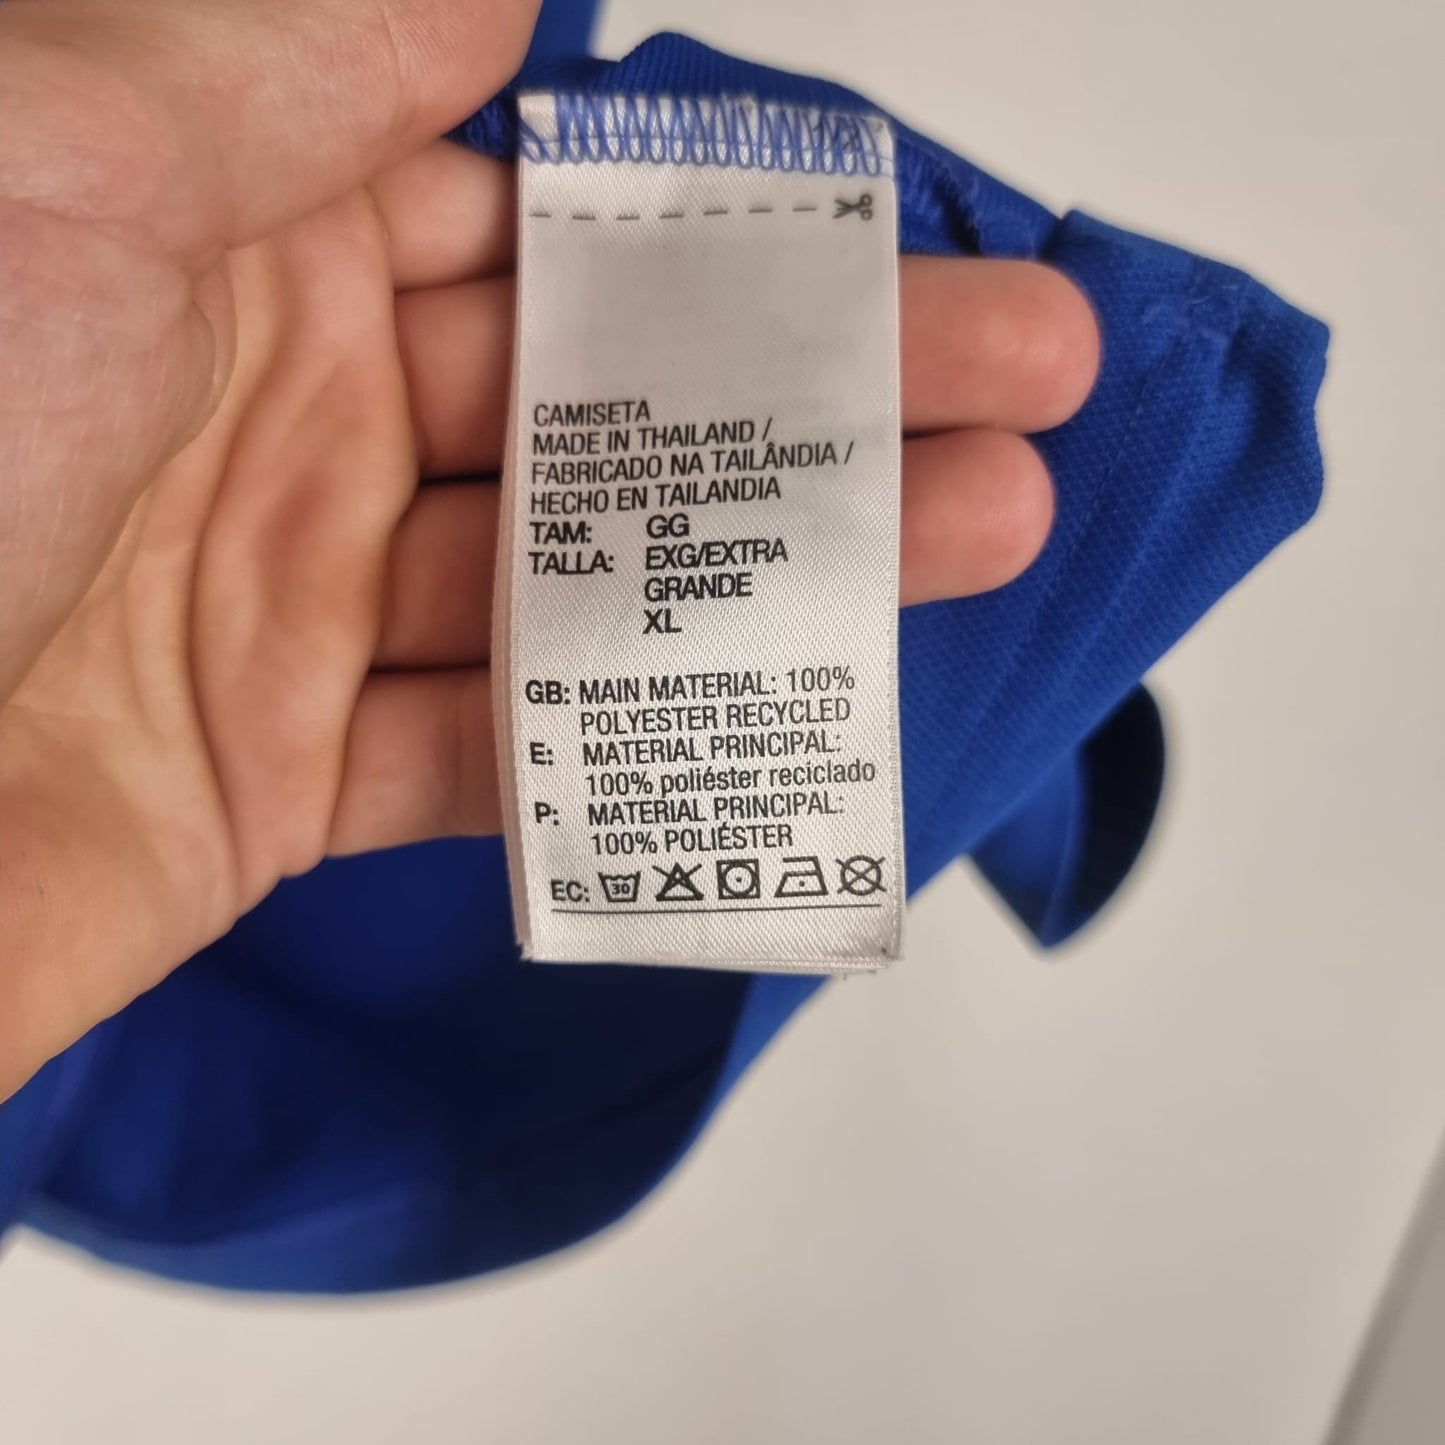 CAMISETA
MADE IN THAILAND /
FABRICADO NA TAILÂNDIA /
HECHO EN TAILANDIA
TAM: GG
TALLA: EXG/EXTRA
GRANDE
XL
GB: MAIN MATERIAL: 100%
POLYESTER RECYCLED
E: MATERIAL PRINCIPAL:
100% poliéster reciclado
P: MATERIAL PRINCIPAL:
100% POLIÉSTER
EC: 30